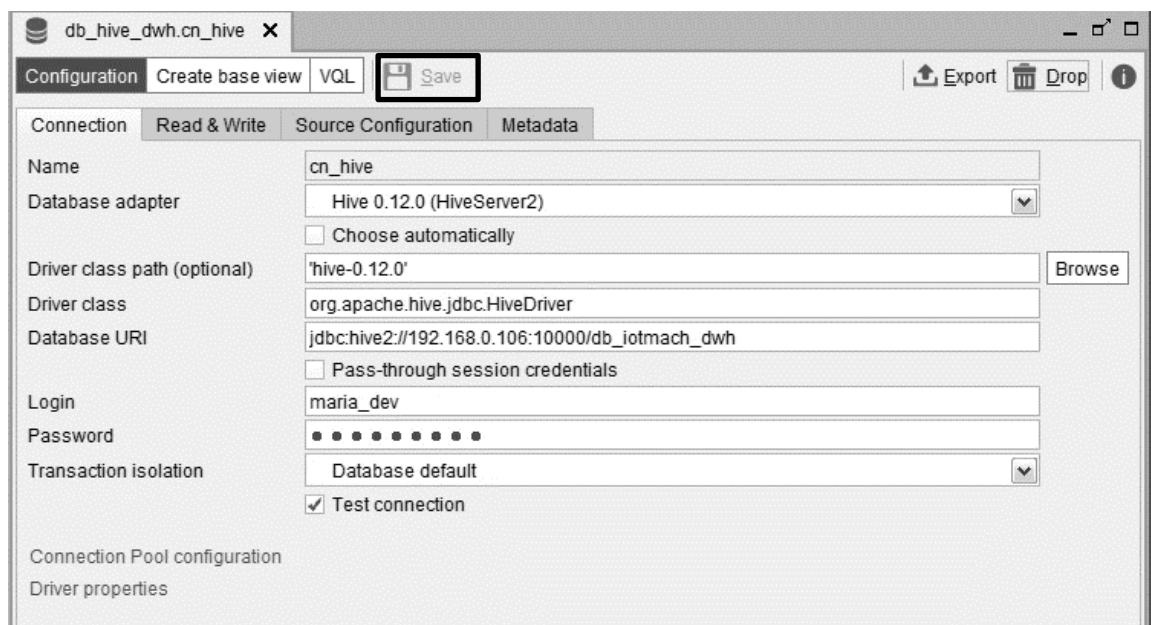 db_hive_dwh.cn_hive
Configuration Create base view VQL Save Export Drop
Connection Read & Write Source Configuration Metadata
Name cn_hive
Database adapter Hive 0.12.0 (HiveServer2)
Choose automatically
Driver class path (optional) 'hive-0.12.0' Browse
Driver class org.apache.hive.jdbc.HiveDriver
Database URI jdbc:hive2://192.168.0.106:10000/db_iotmach_dwh
Pass-through session credentials
Login maria_dev
Password
Transaction isolation Database default
Test connection
Connection Pool configuration
Driver properties